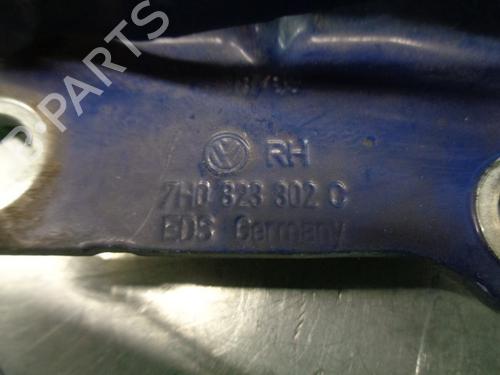 RH
7H0 823 302 C
EDS Germany
B-PARTS